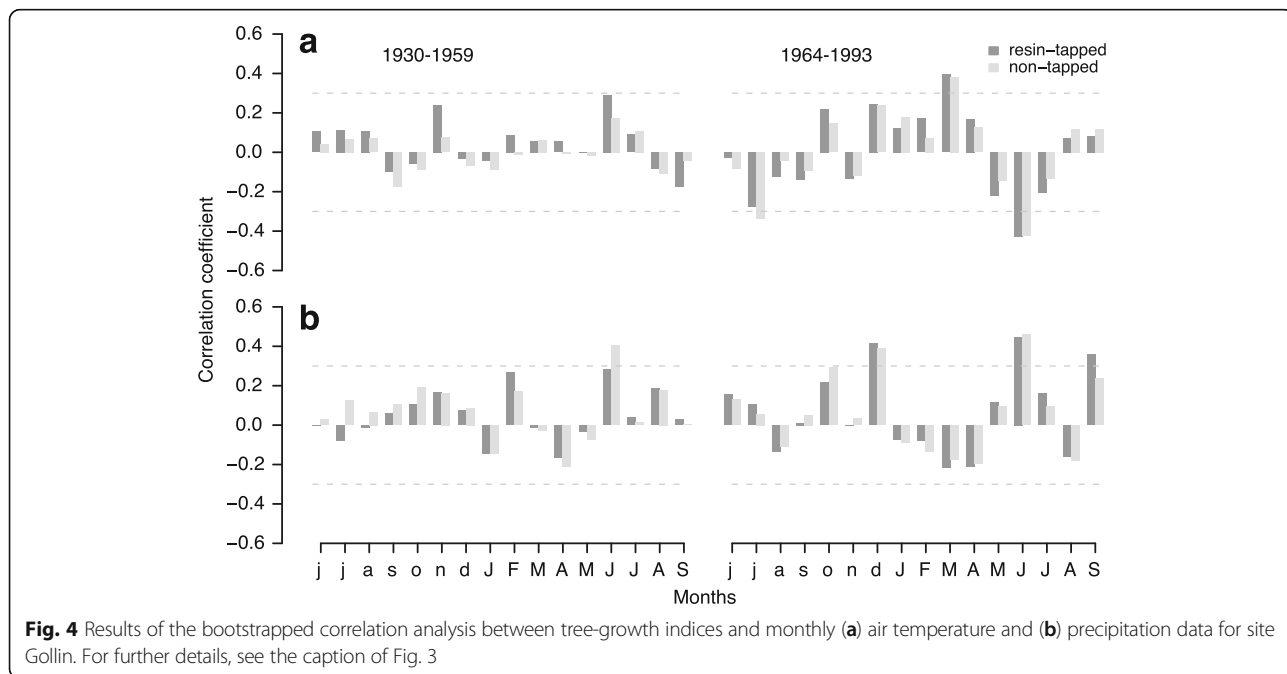 a
1930-1959
1964-1993
resin−tapped
non−tapped
0.6
0.4
0.2
0.0
−0.2
−0.4
−0.6
Correlation coefficient
b
0.6
0.4
0.2
0.0
−0.2
−0.4
−0.6
j j a s o n d J F M A M J J A S
j j a s o n d J F M A M J J A S
Months
Fig. 4 Results of the bootstrapped correlation analysis between tree-growth indices and monthly (a) air temperature and (b) precipitation data for site
Gollin. For further details, see the caption of Fig. 3